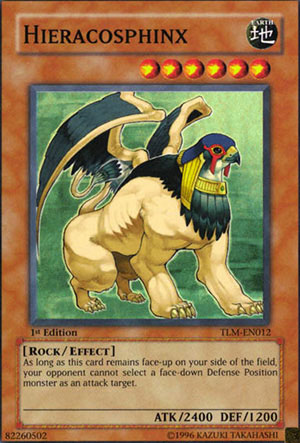 HIERACOSPHINX
EARTH
地
1st Edition
TLM-EN012
[ROCK/EFFECT]
As long as this card remains face-up on your side of the field,
your opponent cannot select a face-down Defense Position
monster as an attack target.
ATK/2400 DEF/1200
82260502
©1996 KAZUKI TAKAHASHI